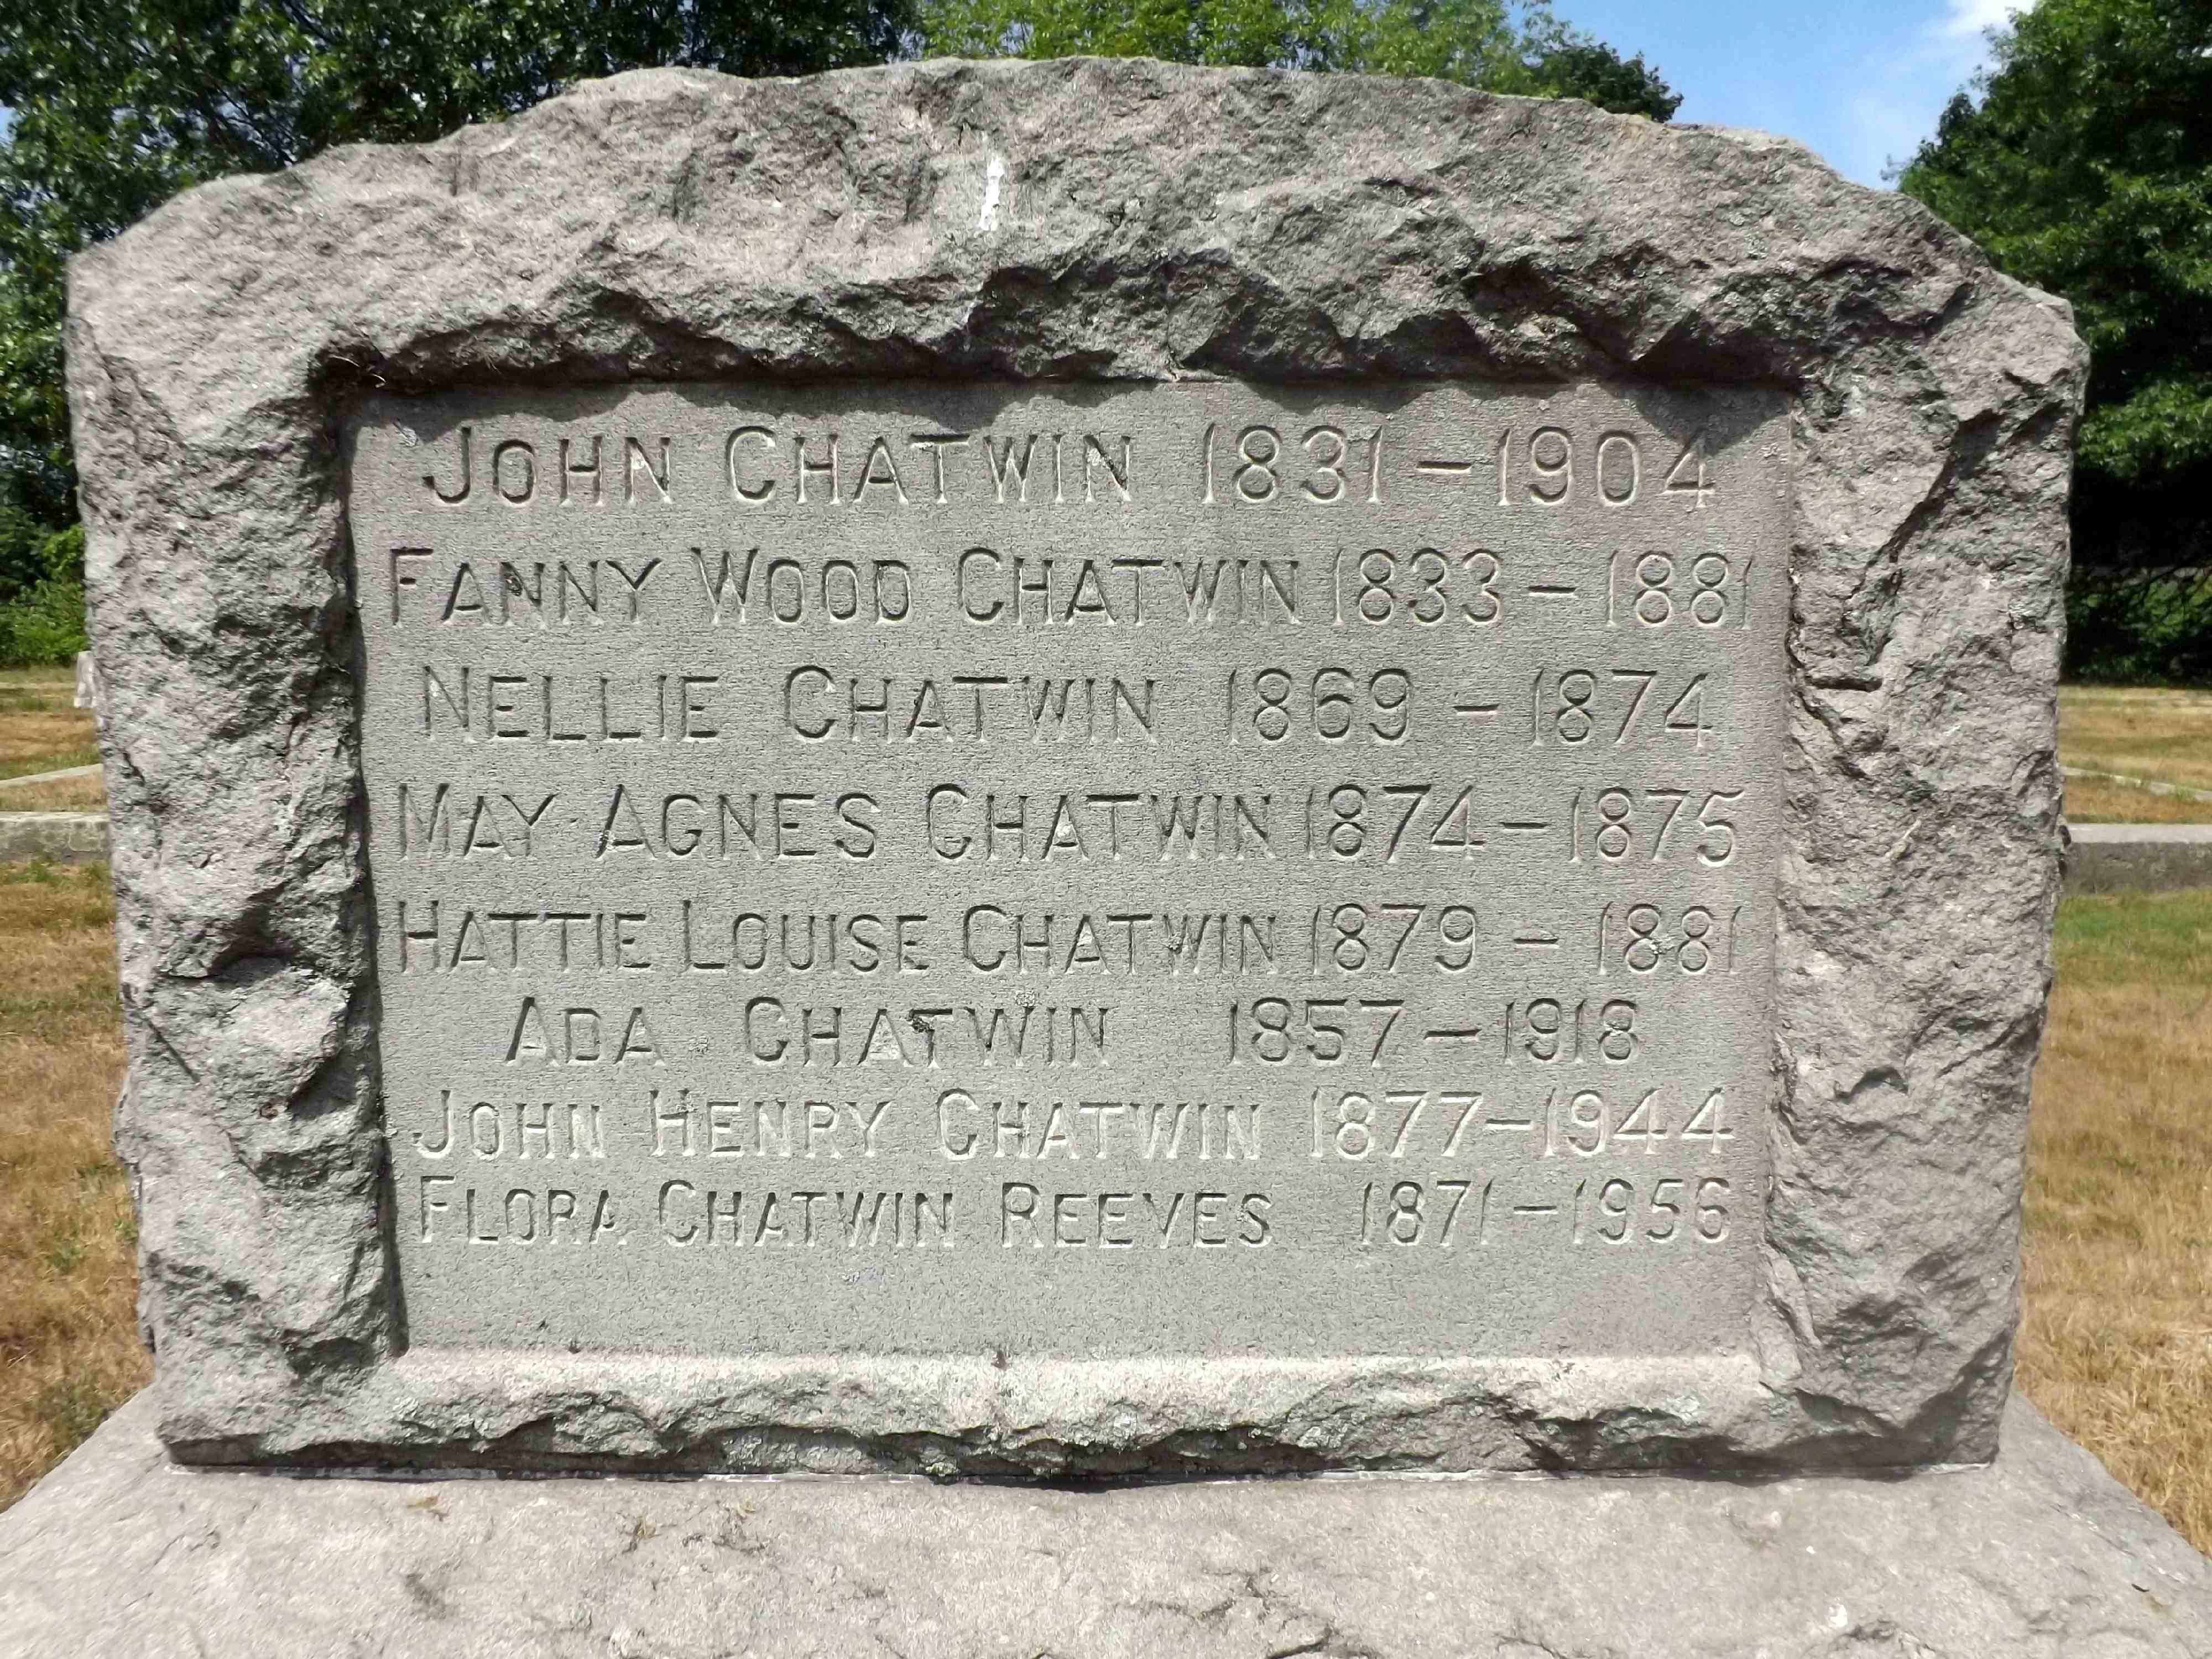 JOHN CHATWIN 1831–1904
FANNY WOOD CHATWIN 1833–1881
NELLIE CHATWIN 1869–1874
MAY AGNES CHATWIN 1874–1875
HATTIE LOUISE CHATWIN 1879–1881
ADA CHATWIN 1857–1918
JOHN HENRY CHATWIN 1877–1944
FLORA CHATWIN REEVES 1871–1956